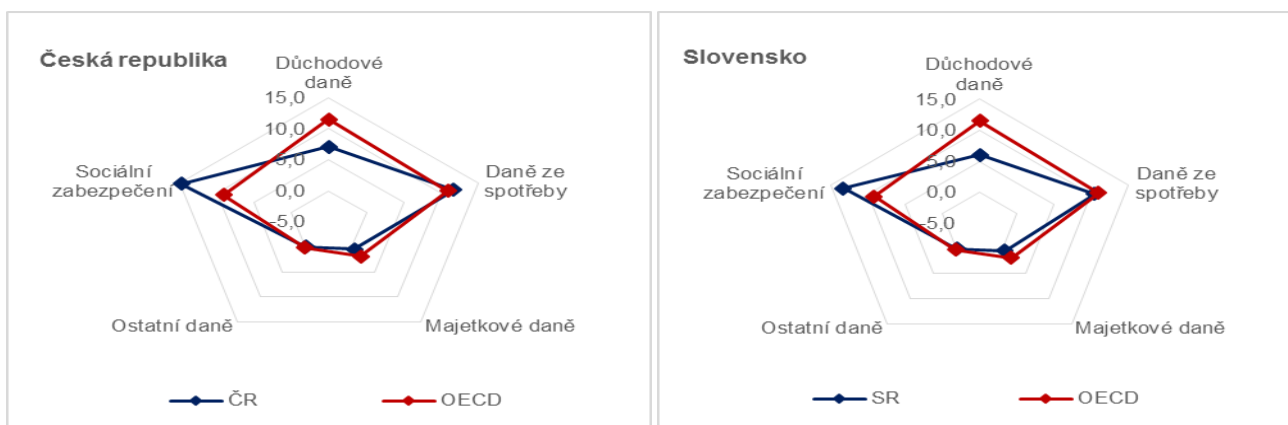 Česká republika
Důchodové
daně
15,0
10,0
5,0
0,0
-5,0
Sociální
zabezpečení
Daně ze
spotřeby
Ostatní daně
Majetkové daně
ČR
OECD
Slovensko
Důchodové
daně
15,0
10,0
5,0
0,0
-5,0
Sociální
zabezpečení
Daně ze
spotřeby
Ostatní daně
Majetkové daně
SR
OECD